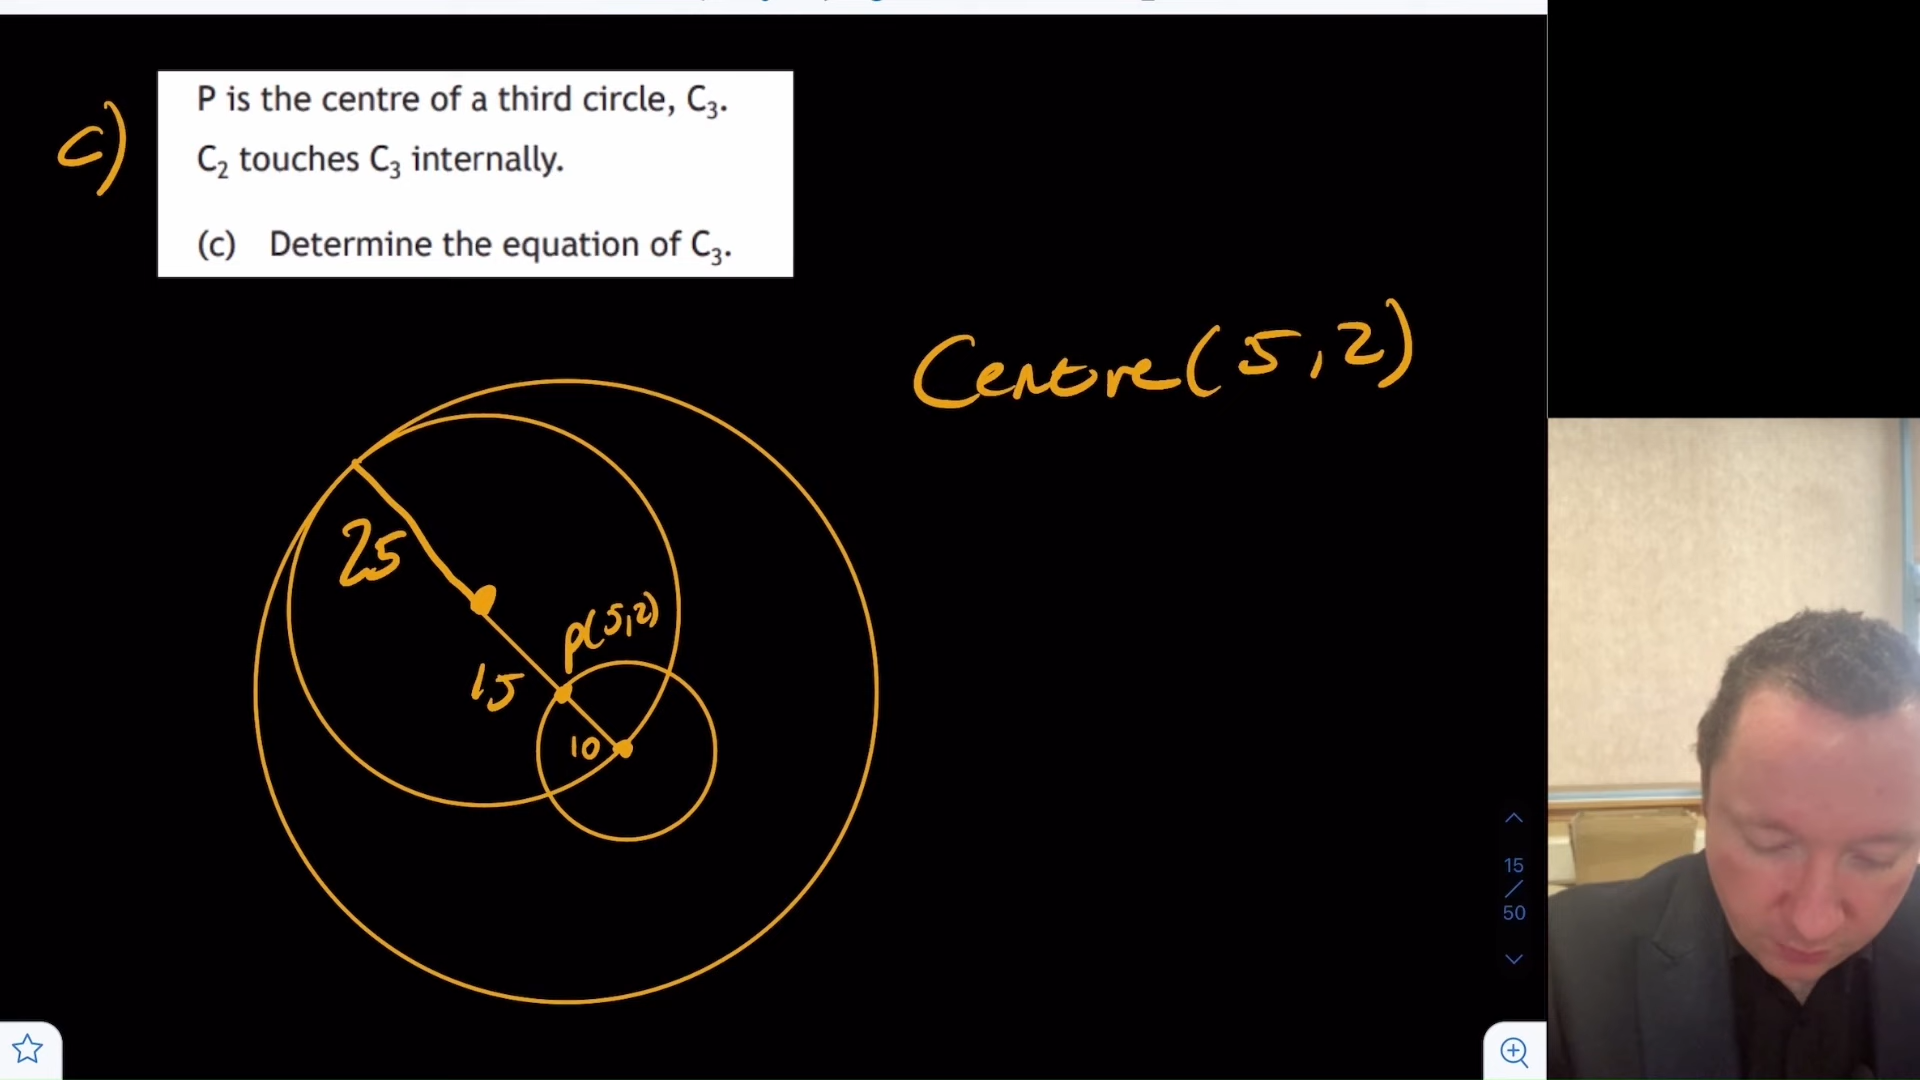 c)
P is the centre of a third circle, C₃.
C₂ touches C₃ internally.
(c) Determine the equation of C₃.
Centre (5,2)
25
P(5,2)
15
10
15
/
50